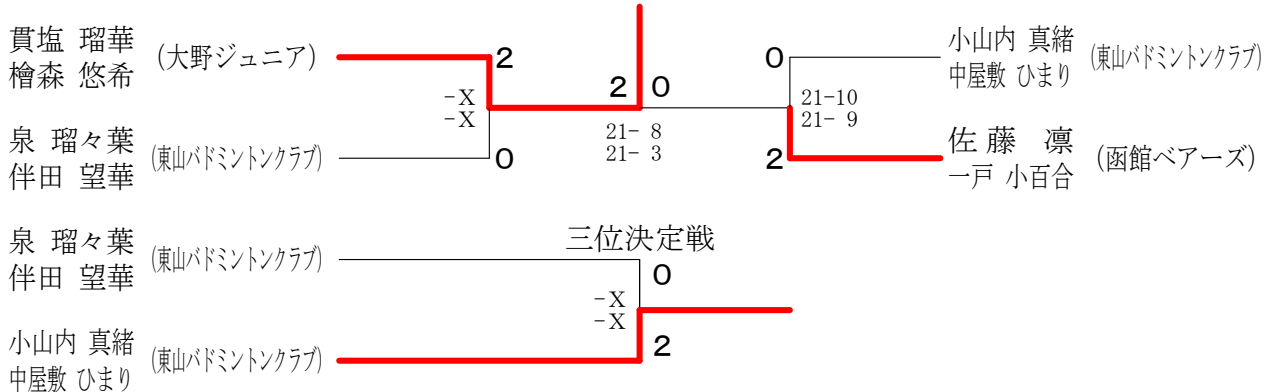 貫塩 瑠華
檜森 悠希
(大野ジュニア)
2
-X
-X
0
泉 瑠々葉
伴田 望華
(東山バドミントンクラブ)
2 0
21- 8
21- 3
0
21-10
21- 9
2
小山内 真緒
中屋敷 ひまり
(東山バドミントンクラブ)
佐藤 凛
一戸 小百合
(函館ベアーズ)
三位決定戦
泉 瑠々葉
伴田 望華
(東山バドミントンクラブ)
0
-X
-X
2
小山内 真緒
中屋敷 ひまり
(東山バドミントンクラブ)